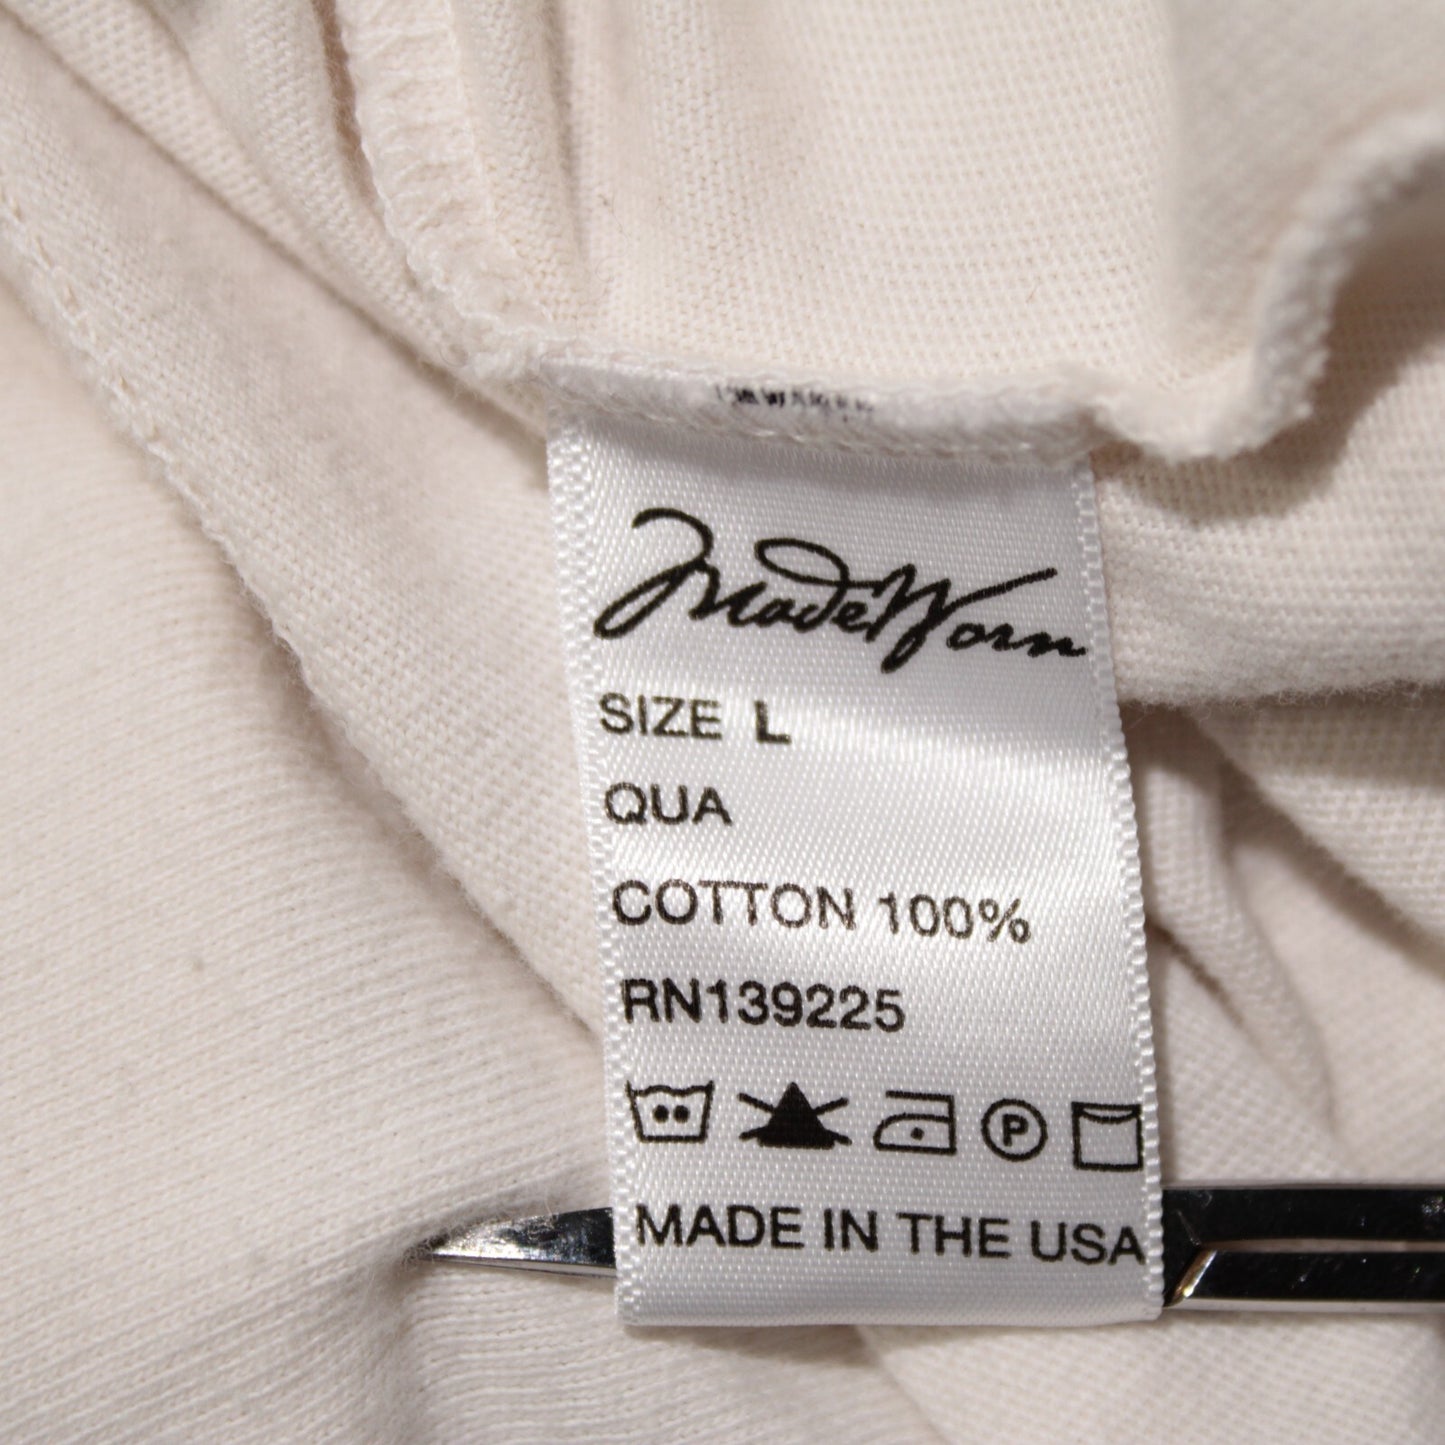 MadeWorn
SIZE L
QUA
COTTON 100%
RN139225
P
MADE IN THE USA